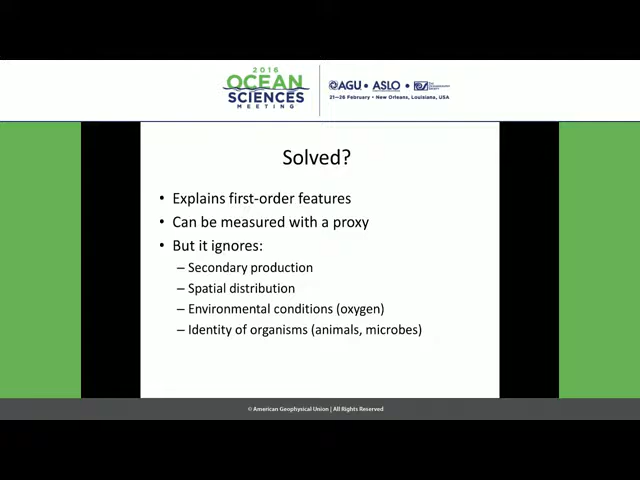 2016
OCEAN
SCIENCES
MEETING
AGU • ASLO •
21–26 February • New Orleans, Louisiana, USA
Solved?
• Explains first-order features
• Can be measured with a proxy
• But it ignores:
– Secondary production
– Spatial distribution
– Environmental conditions (oxygen)
– Identity of organisms (animals, microbes)
© American Geophysical Union | All Rights Reserved